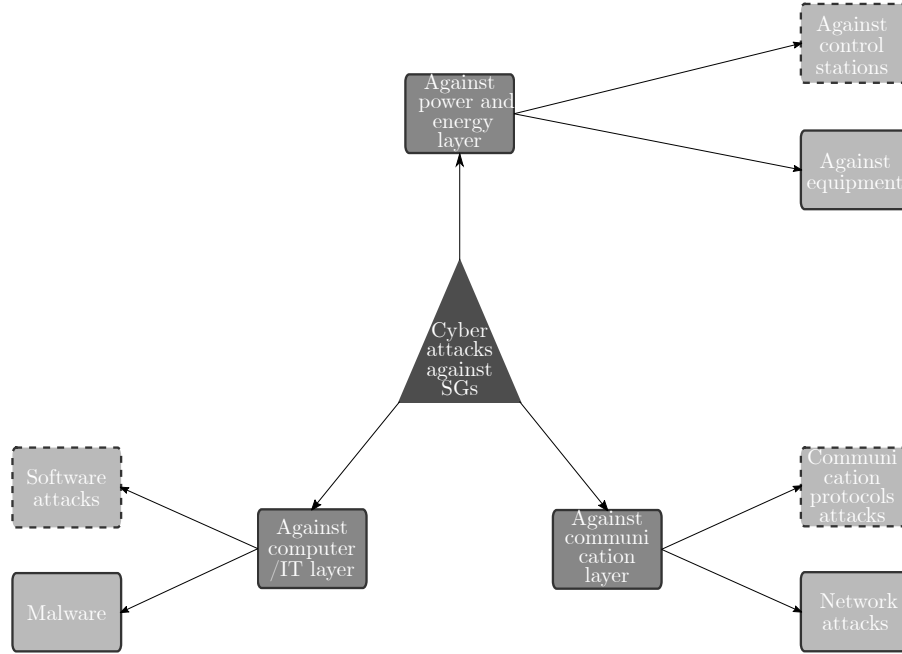 Against
control
stations
Against
power and
energy
layer
Against
equipment
Cyber
attacks
against
SGs
Software
attacks
Communi
cation
protocols
attacks
Against
computer
/IT layer
Against
communi
cation
layer
Malware
Network
attacks